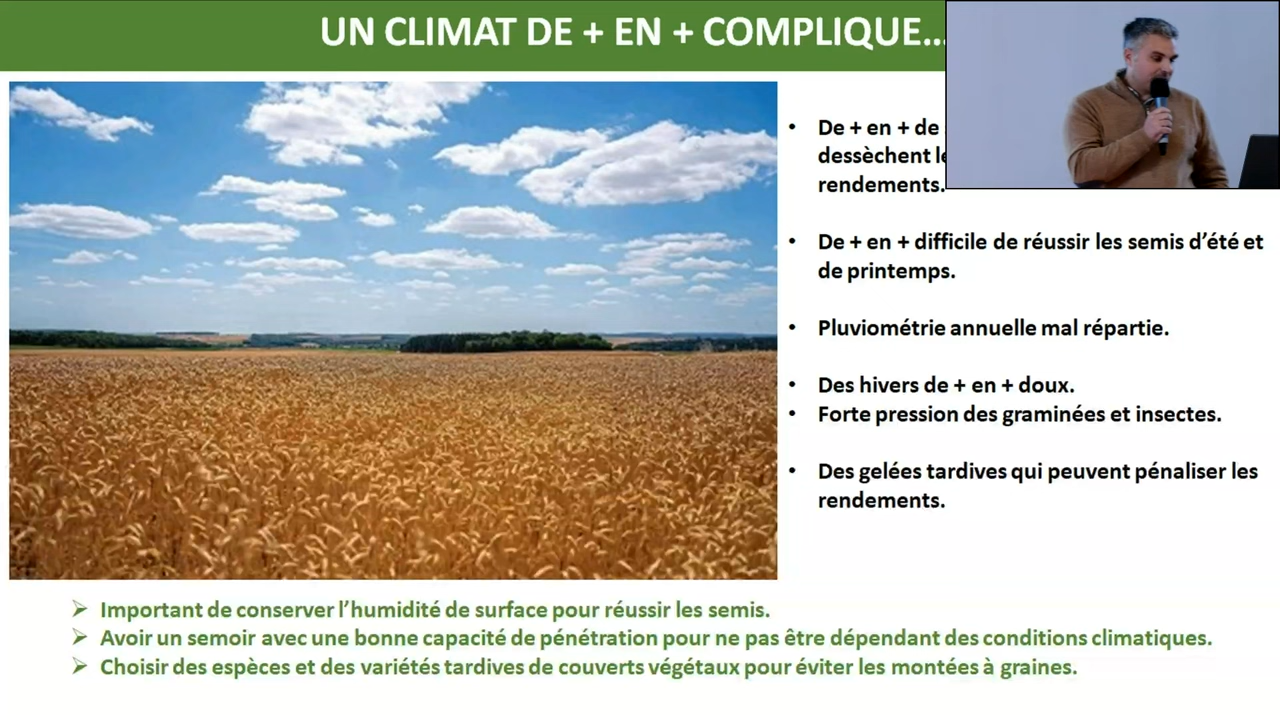 UN CLIMAT DE + EN + COMPLIQUE...
• De + en + de
dessèchent
rendements.
• De + en + difficile de réussir les semis d'été et
de printemps.
• Pluviométrie annuelle mal répartie.
• Des hivers de + en + doux.
• Forte pression des graminées et insectes.
• Des gelées tardives qui peuvent pénaliser les
rendements.
➢ Important de conserver l'humidité de surface pour réussir les semis.
➢ Avoir un semoir avec une bonne capacité de pénétration pour ne pas être dépendant des conditions climatiques.
➢ Choisir des espèces et des variétés tardives de couverts végétaux pour éviter les montées à graines.